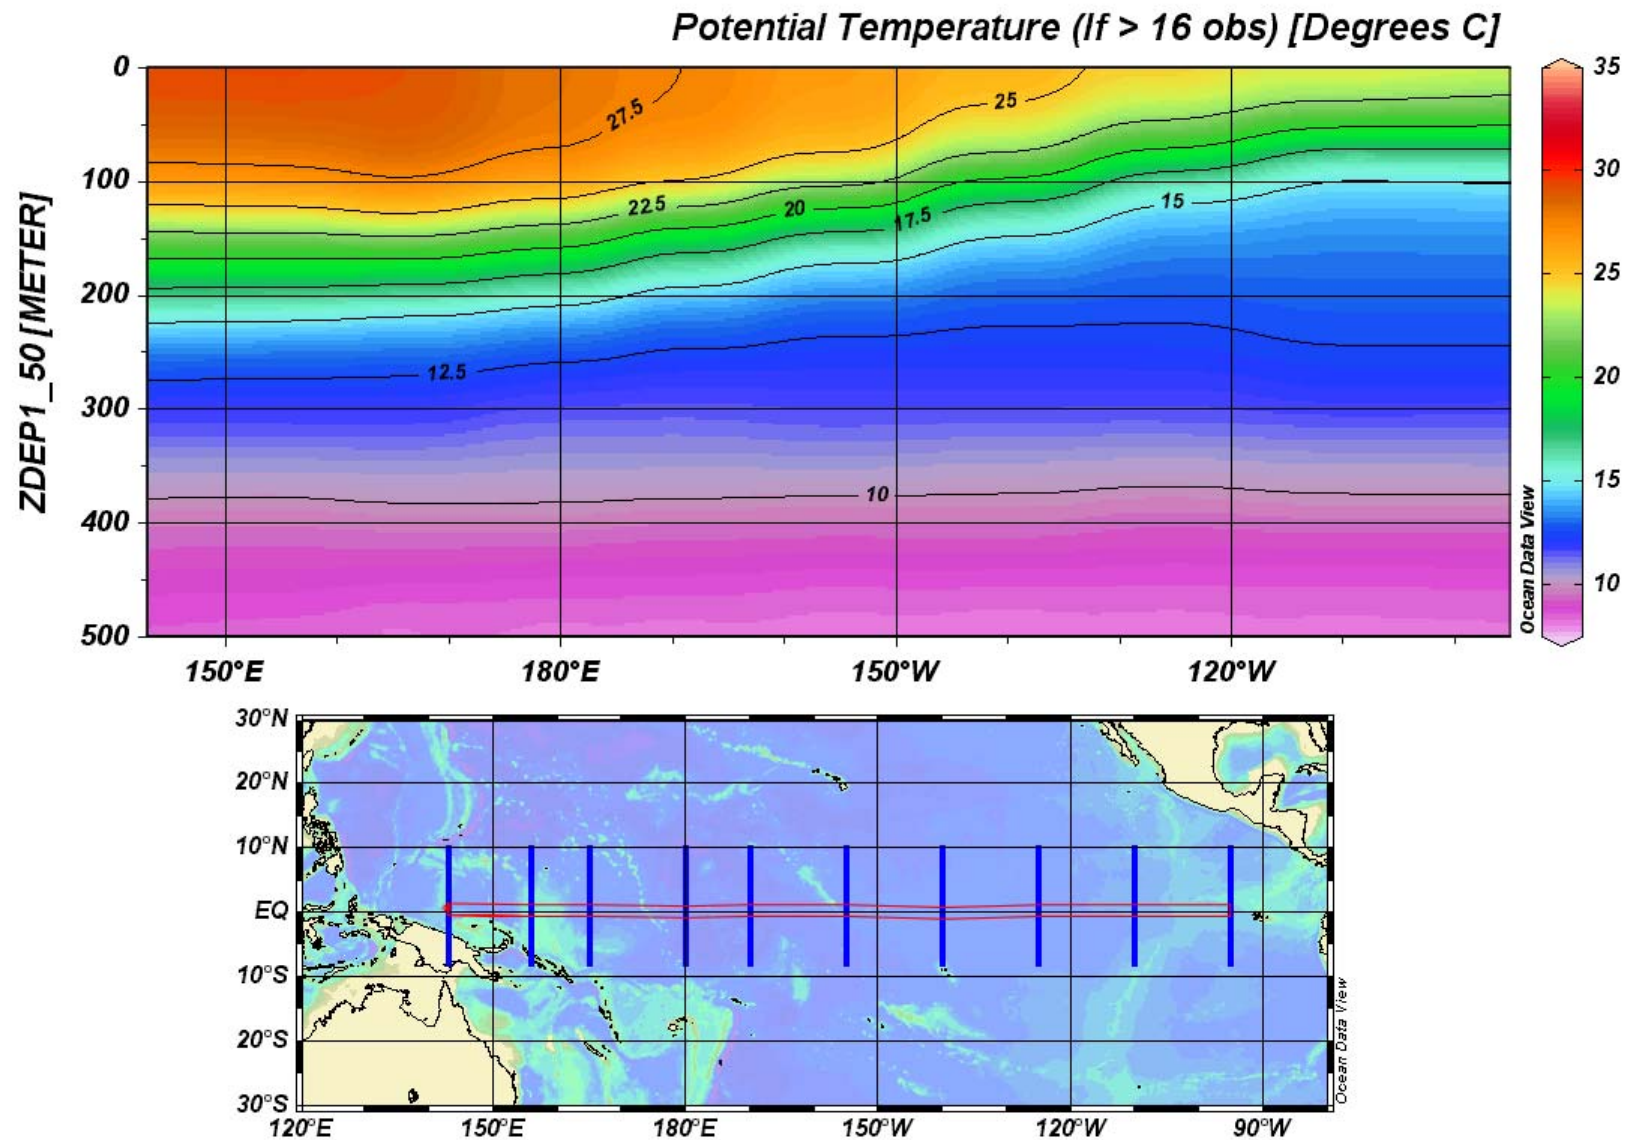 Potential Temperature (If > 16 obs) [Degrees C]
ZDEP1_50 [METER]
0
100
200
300
400
500
27.5
25
22.5
20
17.5
15
12.5
10
150°E
180°E
150°W
120°W
Ocean Data View
35
30
25
20
15
10
30°N
20°N
10°N
EQ
10°S
20°S
30°S
120°E
150°E
180°E
150°W
120°W
90°W
Ocean Data View